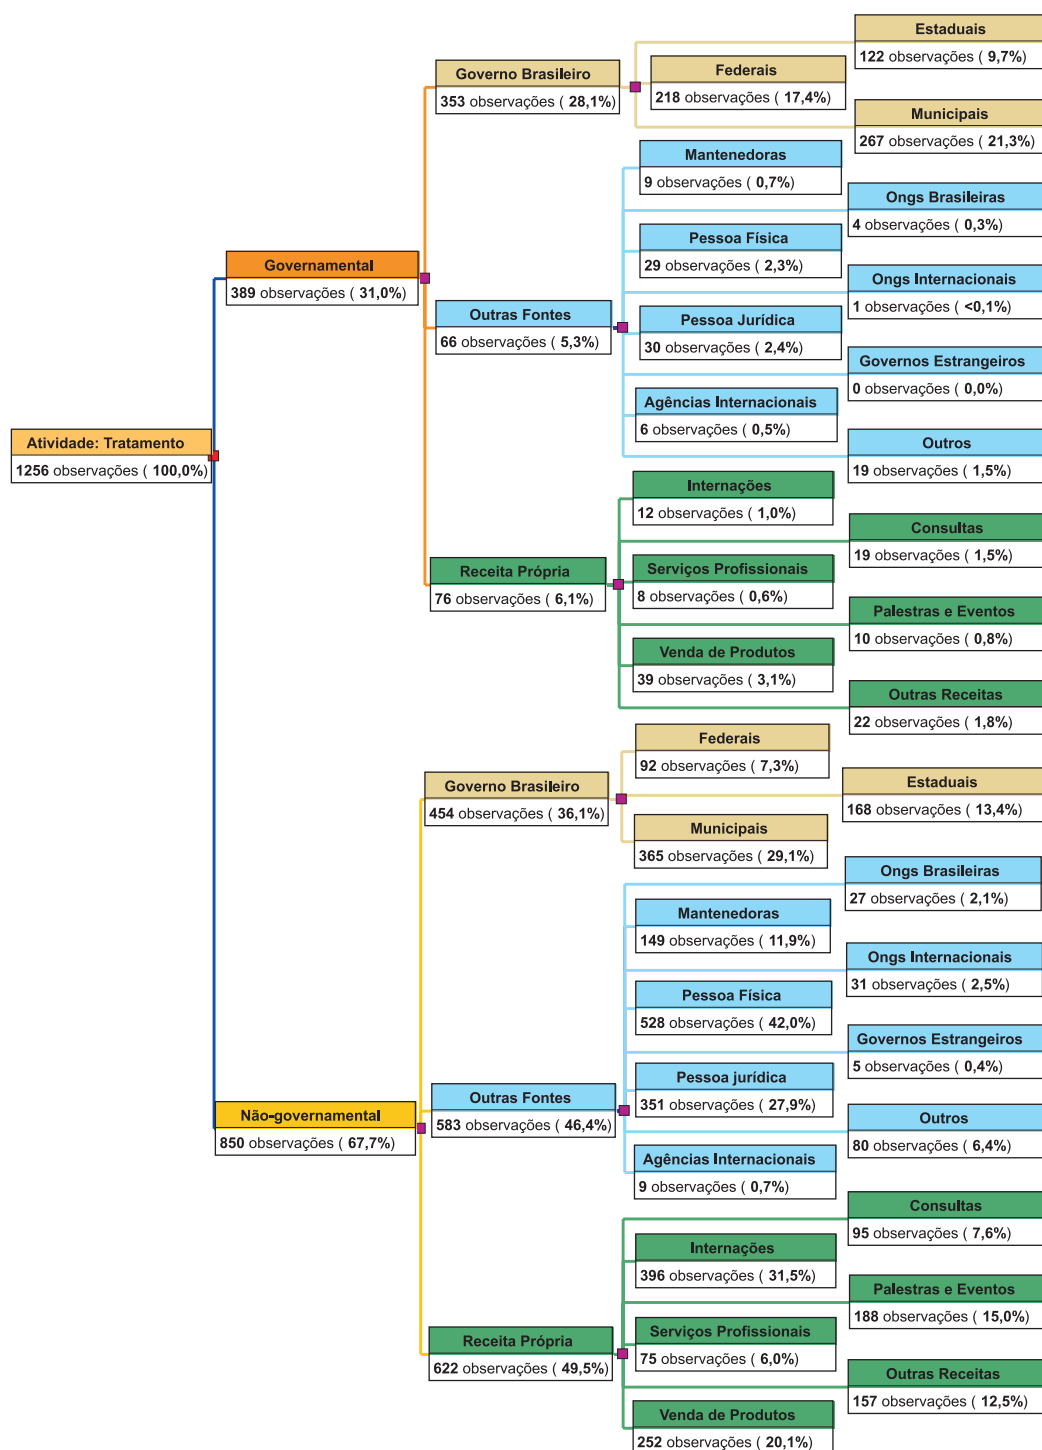 Estaduais
122 observações ( 9,7%)
Governo Brasileiro
353 observações ( 28,1%)
Federais
218 observações ( 17,4%)
Municipais
267 observações ( 21,3%)
Mantenedoras
9 observações ( 0,7%)
Ongs Brasileiras
4 observações ( 0,3%)
Pessoa Física
29 observações ( 2,3%)
Governamental
389 observações ( 31,0%)
Ongs Internacionais
1 observações ( <0,1%)
Outras Fontes
66 observações ( 5,3%)
Pessoa Jurídica
30 observações ( 2,4%)
Governos Estrangeiros
0 observações ( 0,0%)
Agências Internacionais
6 observações ( 0,5%)
Atividade: Tratamento
1256 observações ( 100,0%)
Outros
19 observações ( 1,5%)
Internações
12 observações ( 1,0%)
Consultas
19 observações ( 1,5%)
Receita Própria
76 observações ( 6,1%)
Serviços Profissionais
8 observações ( 0,6%)
Palestras e Eventos
10 observações ( 0,8%)
Venda de Produtos
39 observações ( 3,1%)
Outras Receitas
22 observações ( 1,8%)
Federais
92 observações ( 7,3%)
Governo Brasileiro
454 observações ( 36,1%)
Estaduais
168 observações ( 13,4%)
Municipais
365 observações ( 29,1%)
Ongs Brasileiras
27 observações ( 2,1%)
Mantenedoras
149 observações ( 11,9%)
Ongs Internacionais
31 observações ( 2,5%)
Pessoa Física
528 observações ( 42,0%)
Governos Estrangeiros
5 observações ( 0,4%)
Pessoa jurídica
351 observações ( 27,9%)
Outras Fontes
583 observações ( 46,4%)
Não-governamental
850 observações ( 67,7%)
Outros
80 observações ( 6,4%)
Agências Internacionais
9 observações ( 0,7%)
Consultas
95 observações ( 7,6%)
Internações
396 observações ( 31,5%)
Palestras e Eventos
188 observações ( 15,0%)
Receita Própria
622 observações ( 49,5%)
Serviços Profissionais
75 observações ( 6,0%)
Outras Receitas
157 observações ( 12,5%)
Venda de Produtos
252 observações ( 20,1%)